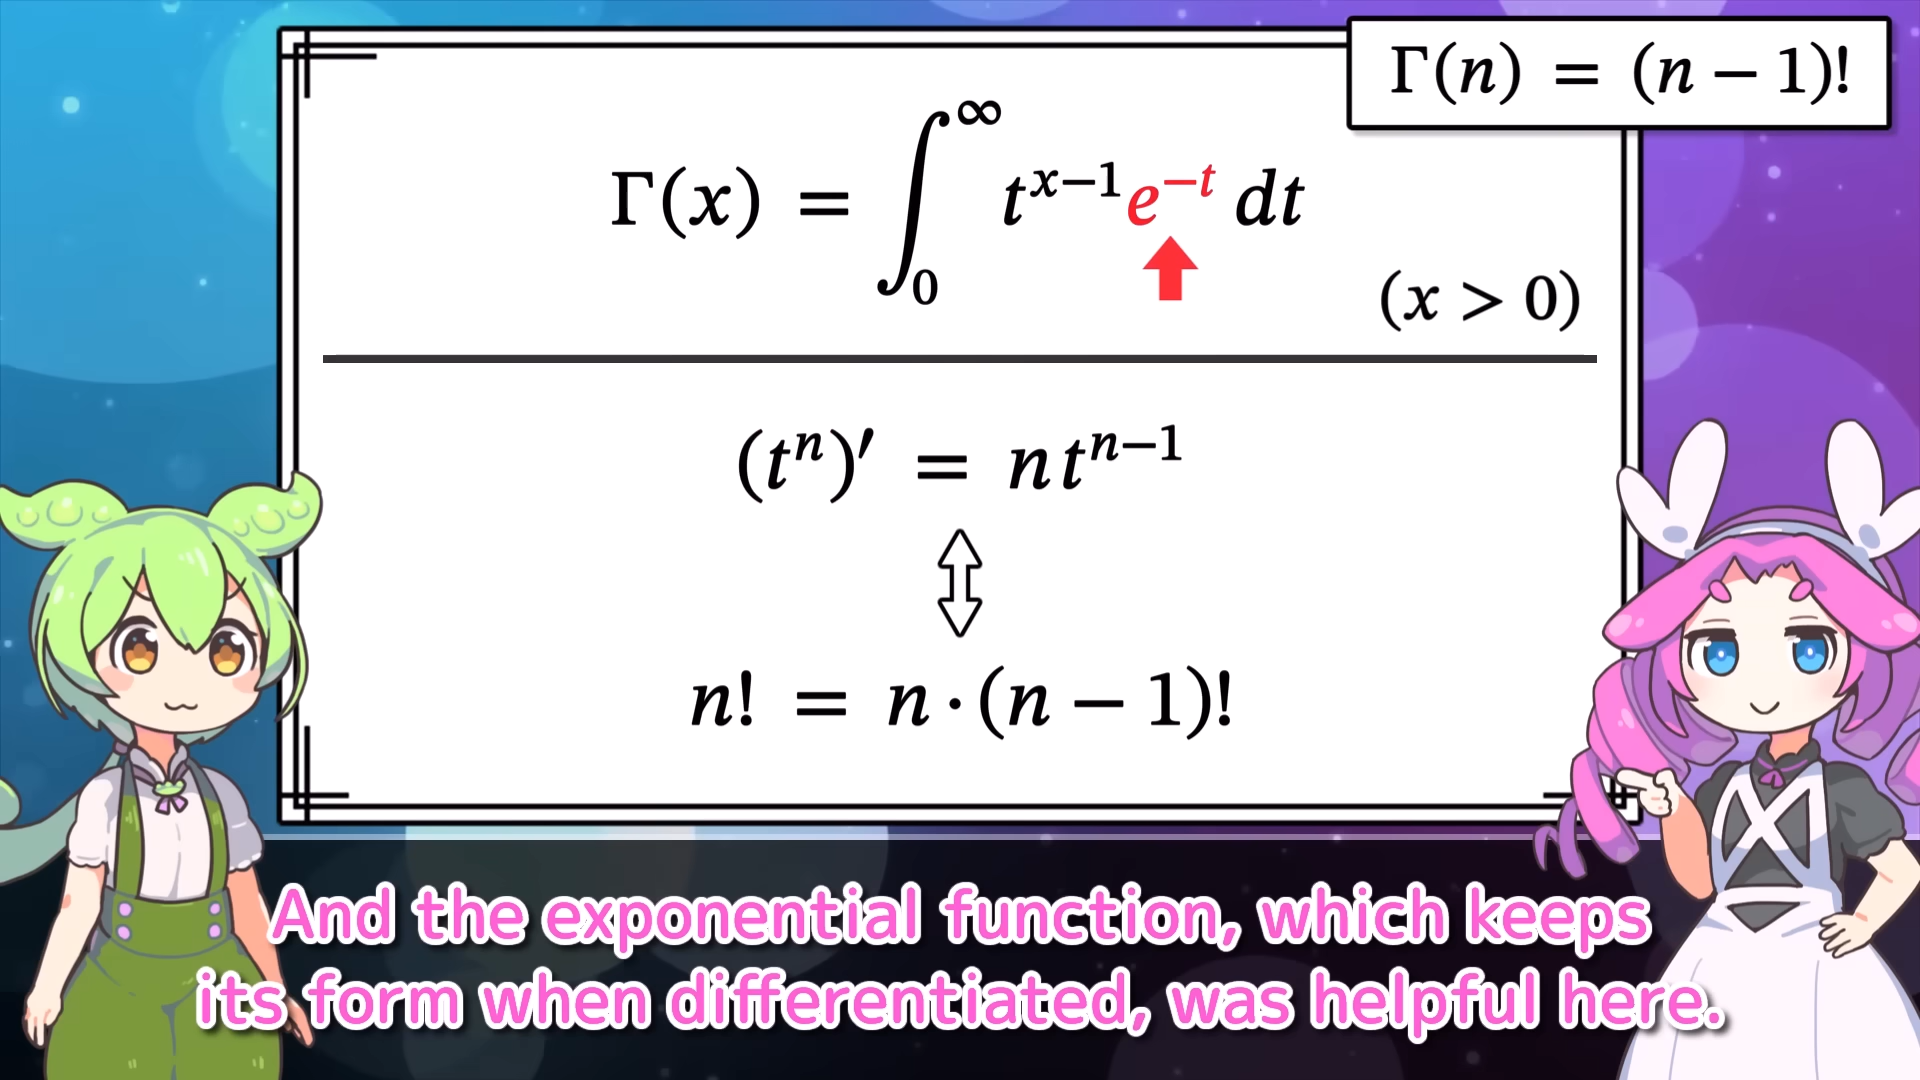 Γ(n) = (n − 1)!
Γ(x) = ∫₀^∞ t^{x−1} e^{−t} dt
(x > 0)
(tⁿ)′ = n t^{n−1}
n! = n · (n − 1)!
And the exponential function, which keeps
its form when differentiated, was helpful here.